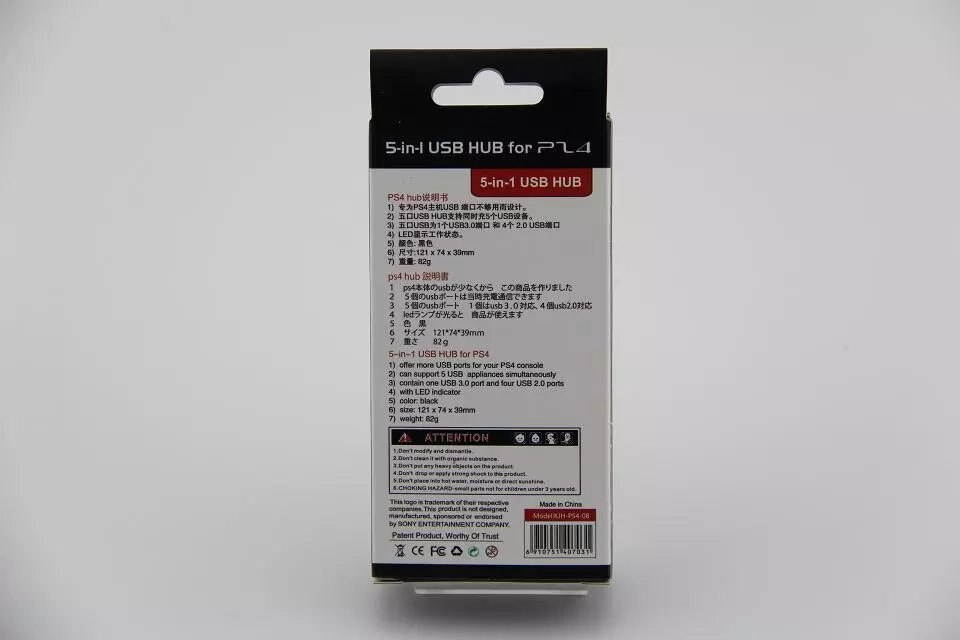 5-in-1 USB HUB for PS4
5-in-1 USB HUB
PS4 hub说明书
1) 专为PS4主机USB 端口不够用而设计。
2) 五口USB HUB支持同时充5个USB设备。
3) 五口USB为1个USB3.0端口 和 4个 2.0 USB端口
4) LED显示工作状态。
5) 颜色: 黑色
6) 尺寸:121 x 74 x 39mm
7) 重量: 82g
ps4 hub 説明書
1 ps4本体のusbが少なくから この商品を作りました
2 5個のusbポートは当時充電通信できます
3 5個のusbポート 1個はusb3.0対応、4個usb2.0対応
4 ledランプが光ると 商品が使えます
5 色 黒
6 サイズ 121*74*39mm
7 重さ 82g
5-in-1 USB HUB for PS4
1) offer more USB ports for your PS4 console
2) can support 5 USB appliances simultaneously
3) contain one USB 3.0 port and four USB 2.0 ports
4) with LED indicator
5) color: black
6) size: 121 x 74 x 39mm
7) weight: 82g
ATTENTION
1.Don't modify and dismantle.
2.Don't clean it with organic substance.
3.Don't put any heavy objects on the product.
4.Don't drop or apply strong shock to this product.
5.Don't place into hot water, moisture or direct sunshine.
6.CHOKING HAZARD-small parts not for children under 3 years old.
This logo is trademark of their respective
companies. This product is not designed,
manufactured, sponsored or endorsed
by SONY ENTERTAINMENT COMPANY.
Patent Product, Worthy Of Trust
CE FC
Made in China
Model:KJH-PS4-08
6 910751 407031